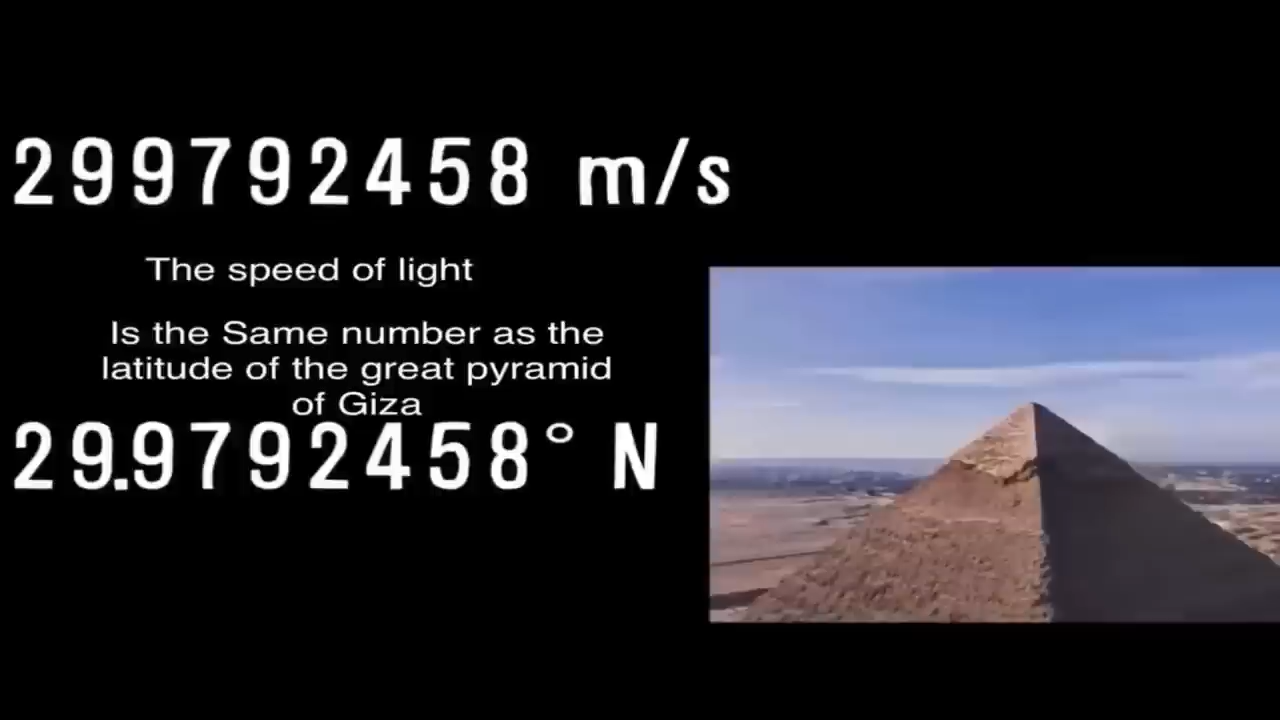 299792458 m/s
The speed of light
Is the Same number as the
latitude of the great pyramid
of Giza
29.9792458° N